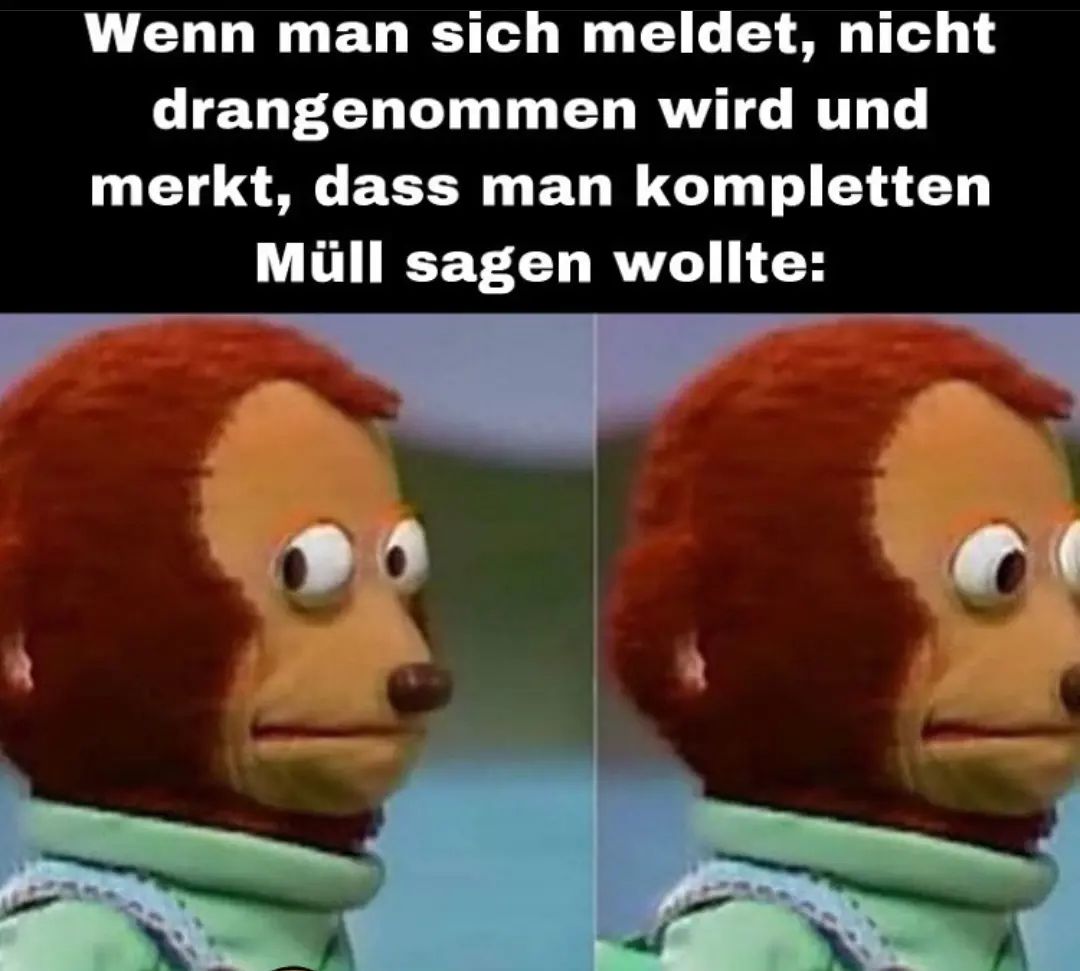 Wenn man sich meldet, nicht
drangenommen wird und
merkt, dass man kompletten
Müll sagen wollte: